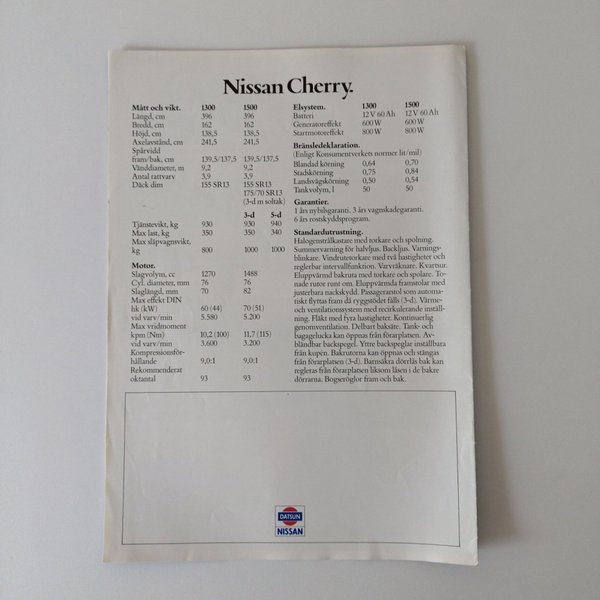 Nissan Cherry.
Mått och vikt. 1300 1500
Längd, cm 396 396
Bredd, cm 162 162
Höjd, cm 138,5 138,5
Axelavstånd, cm 241,5 241,5
Spårvidd
fram/bak, cm 139,5/137,5 139,5/137,5
Vänddiameter, m 9,2 9,2
Antal rattvarv 3,9 3,9
Däck dim 155 SR13 155 SR13
175/70 SR13
(3-d m soltak)
3-d 5-d
Tjänstevikt, kg 930 930 940
Max last, kg 350 350 340
Max släpvagnsvikt,
kg 800 1000 1000
Motor.
Slagvolym, cc 1270 1488
Cyl. diameter, mm 76 76
Slaglängd, mm 70 82
Max effekt DIN
hk (kW) 60 (44) 70 (51)
vid varv/min 5.580 5.200
Max vridmoment
kpm (Nm) 10,2 (100) 11,7 (115)
vid varv/min 3.600 3.200
Kompressionsför-
hållande 9,0:1 9,0:1
Rekommenderat
oktantal 93 93
Elsystem. 1300 1500
Batteri 12 V 60 Ah 12 V 60 Ah
Generatoreffekt 600 W 600 W
Startmotoreffekt 800 W 800 W
Bränsledeklaration.
(Enligt Konsumentverkets normer lit/mil)
Blandad körning 0,64 0,70
Stadskörning 0,75 0,84
Landsvägskörning 0,50 0,54
Tankvolym, l 50 50
Garantier.
1 års nybilsgaranti. 3 års vagnskadegaranti.
6 års rostskyddsprogram.
Standardutrustning.
Halogenstrålkastare med torkare och spolning.
Summervarning för halvljus. Backljus. Varnings-
blinkare. Vindrutetorkare med två hastigheter och
reglerbar intervallfunktion. Varvräknare. Kvartsur.
Eluppvärmd bakruta med torkare och spolare. To-
nade rutor runt om. Eluppvärmda framstolar med
justerbara nackskydd. Passagerarstol som automa-
tiskt flyttas fram då ryggstödet fälls (3-d). Värme-
och ventilationssystem med recirkulerande inställ-
ning. Fläkt med fyra hastigheter. Kontinuerlig
genomventilation. Delbart baksäte. Tank- och
bagagelucka kan öppnas från förarplatsen. Av-
bländbar backspegel. Yttre backspeglar inställbara
från kupén. Bakrutorna kan öppnas och stängas
från förarplatsen (3-d). Barnsäkra dörrlås bak kan
regleras från förarplatsen liksom låsen i de bakre
dörrarna. Bogseröglor fram och bak.
DATSUN
NISSAN